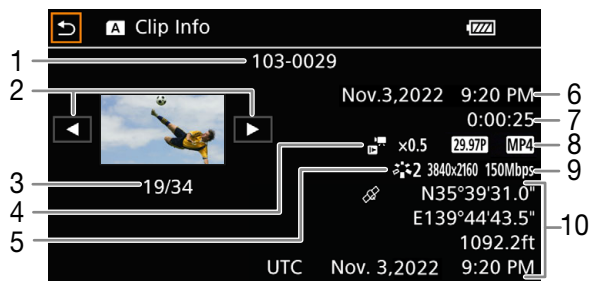 A Clip Info
1 103-0029
2
Nov.3,2022 9:20 PM 6
0:00:25 7
4 ×0.5 29.97P MP4 8
3 19/34
5 2 3840x2160 150Mbps 9
N35°39'31.0"
E139°44'43.5" 10
1092.2ft
UTC Nov. 3,2022 9:20 PM